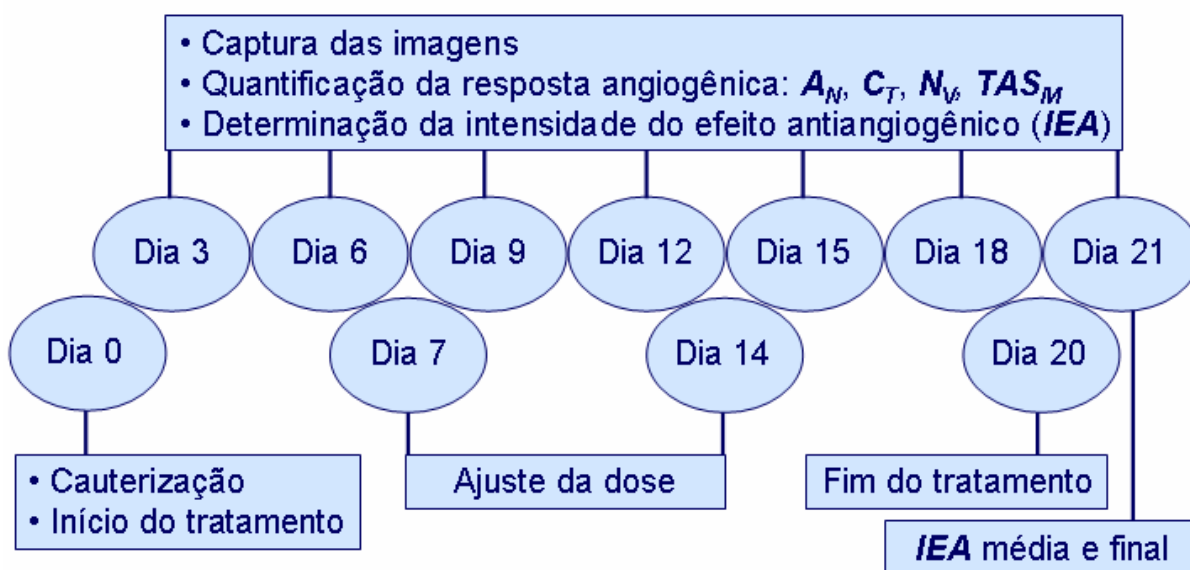 • Captura das imagens
• Quantificação da resposta angiogênica: A_N, C_T, N_V, TAS_M
• Determinação da intensidade do efeito antiangiogênico (IEA)
Dia 3
Dia 6
Dia 9
Dia 12
Dia 15
Dia 18
Dia 21
Dia 0
Dia 7
Dia 14
Dia 20
• Cauterização
• Início do tratamento
Ajuste da dose
Fim do tratamento
IEA média e final